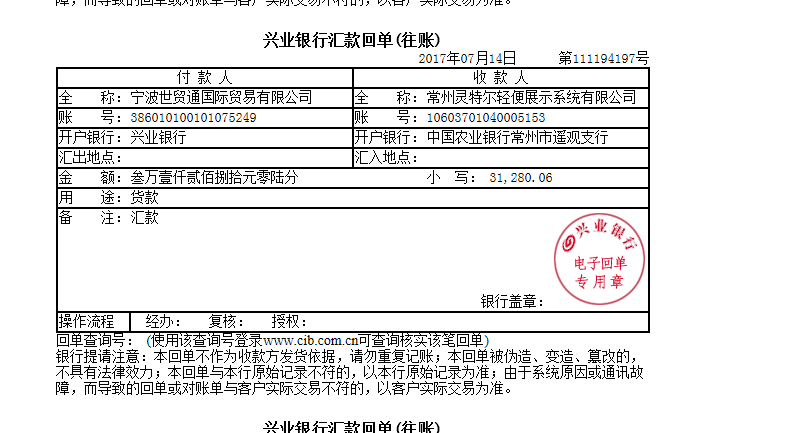 障，而导致的回单或对账单与客户实际交易不符的，以客户实际交易为准。
兴业银行汇款回单(往账)
2017年07月14日 第111194197号
付 款 人 收 款 人
全 称：宁波世贸通国际贸易有限公司 全 称：常州灵特尔轻便展示系统有限公司
账 号：386010100101075249 账 号：10603701040005153
开户银行：兴业银行 开户银行：中国农业银行常州市遥观支行
汇出地点： 汇入地点：
金 额：叁万壹仟贰佰捌拾元零陆分 小 写： 31,280.06
用 途：货款
备 注：汇款
兴业银行
电子回单
专用章
银行盖章：
操作流程 经办： 复核： 授权：
回单查询号： (使用该查询号登录www.cib.com.cn可查询核实该笔回单)
银行提请注意：本回单不作为收款方发货依据，请勿重复记账；本回单被伪造、变造、篡改的，
不具有法律效力；本回单与本行原始记录不符的，以本行原始记录为准；由于系统原因或通讯故
障，而导致的回单或对账单与客户实际交易不符的，以客户实际交易为准。
兴业银行汇款回单(往账)